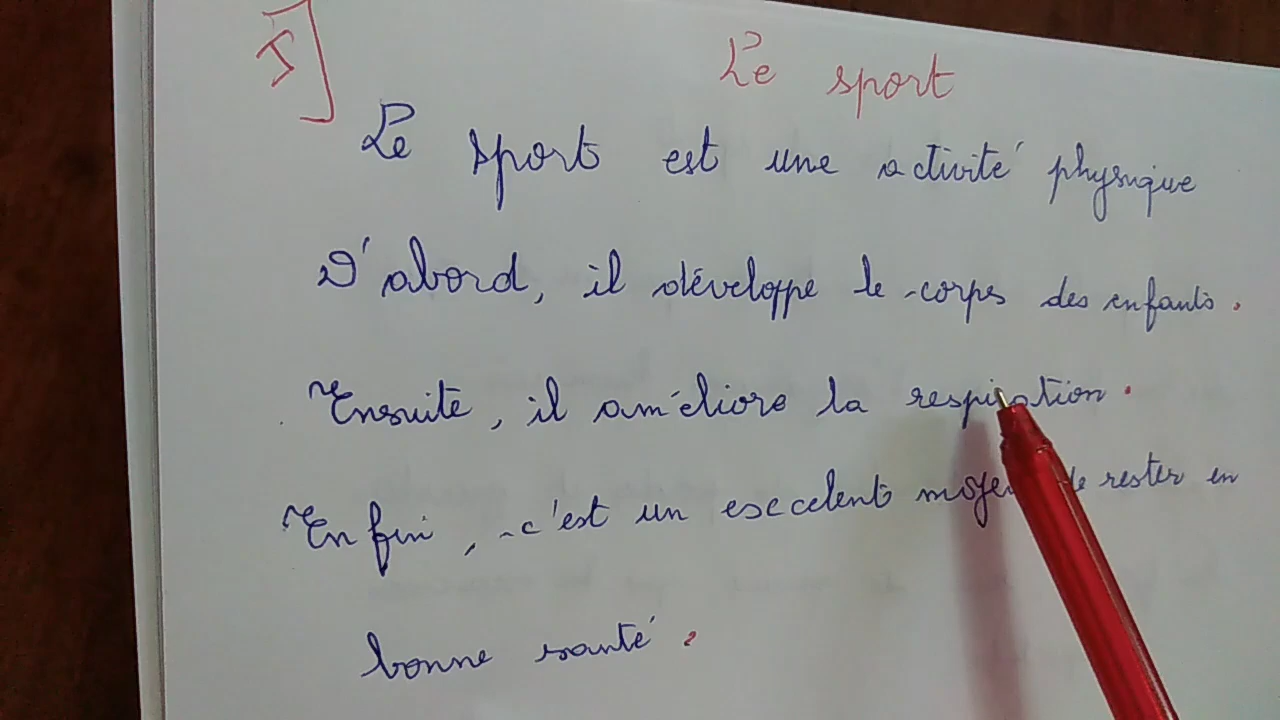 I]
Le sport
Le sport est une activité physique
D'abord, il développe le corps des enfants.
Ensuite, il améliore la respiration.
Enfin, c'est un exccelent moyen de rester en
bonne santé.